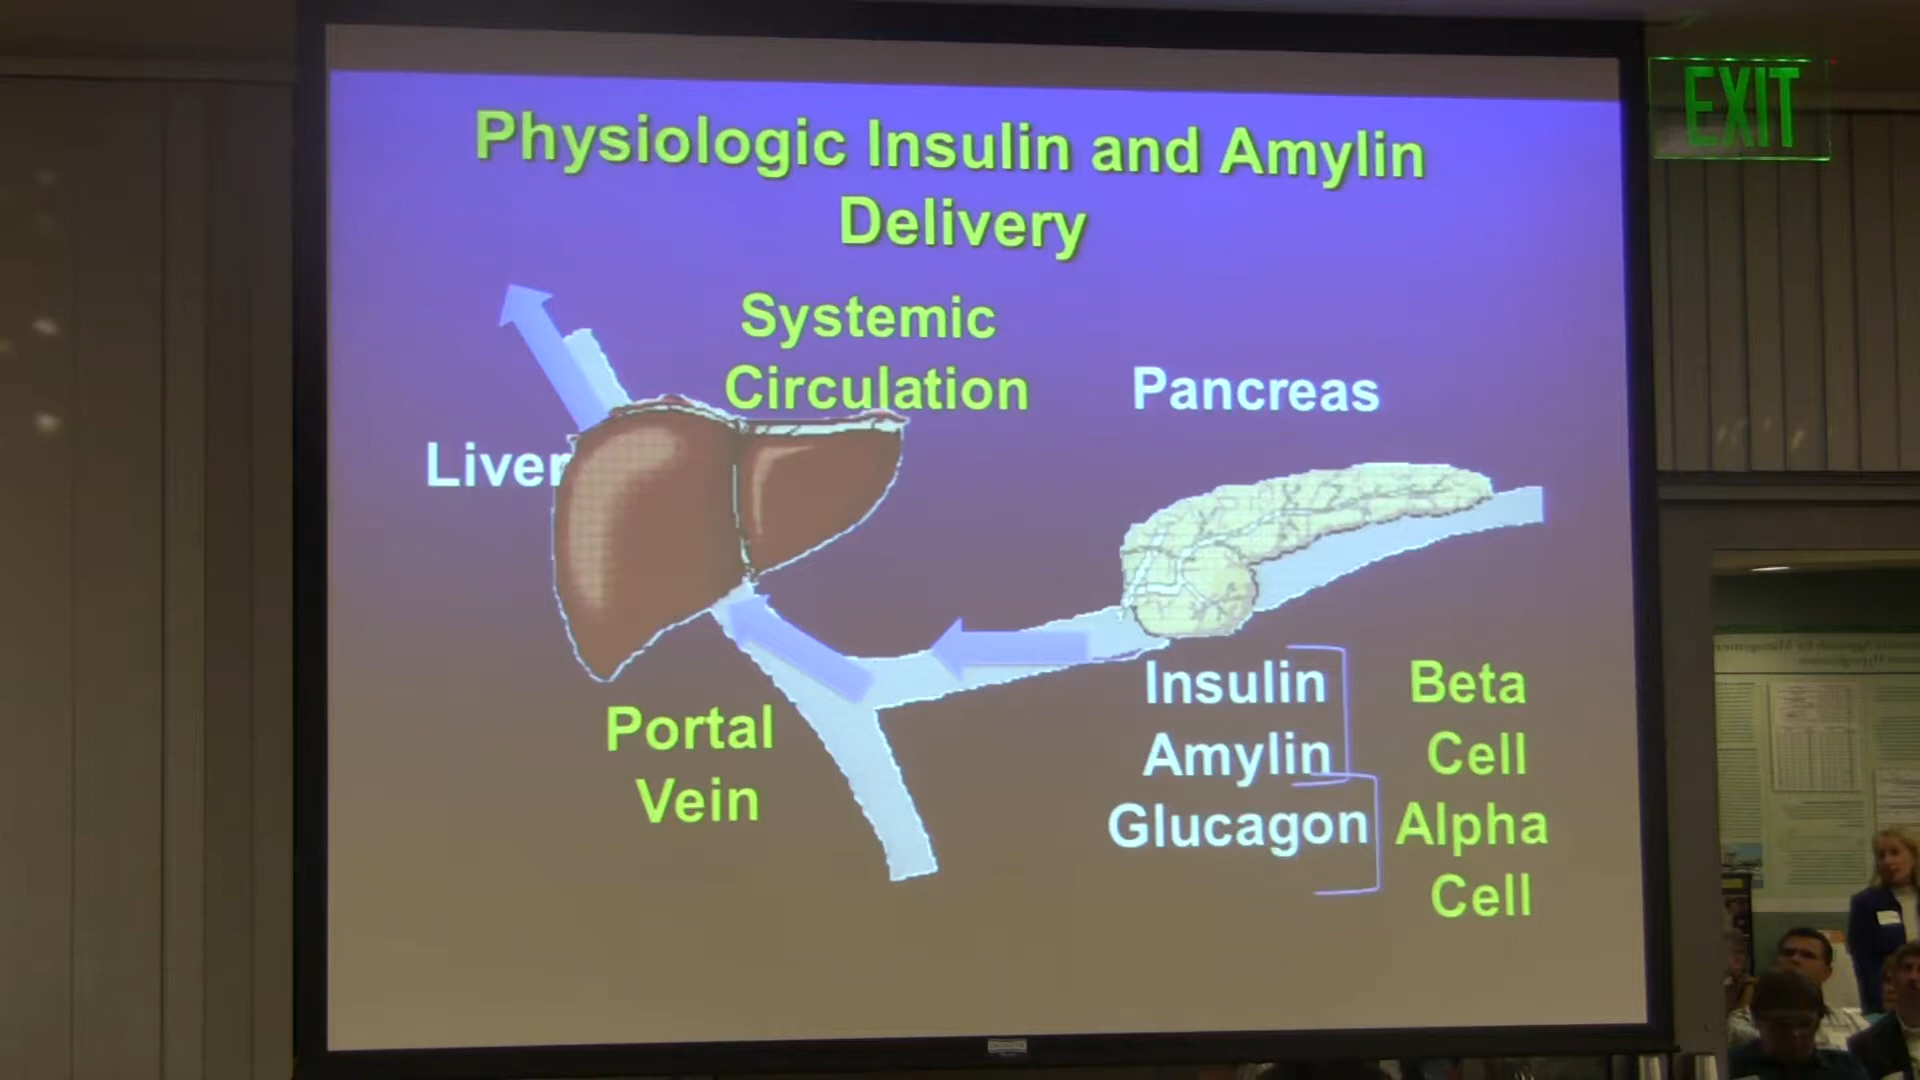 Physiologic Insulin and Amylin
Delivery
EXIT
Systemic
Circulation
Pancreas
Liver
Portal
Vein
Insulin
Amylin
Glucagon
Beta
Cell
Alpha
Cell